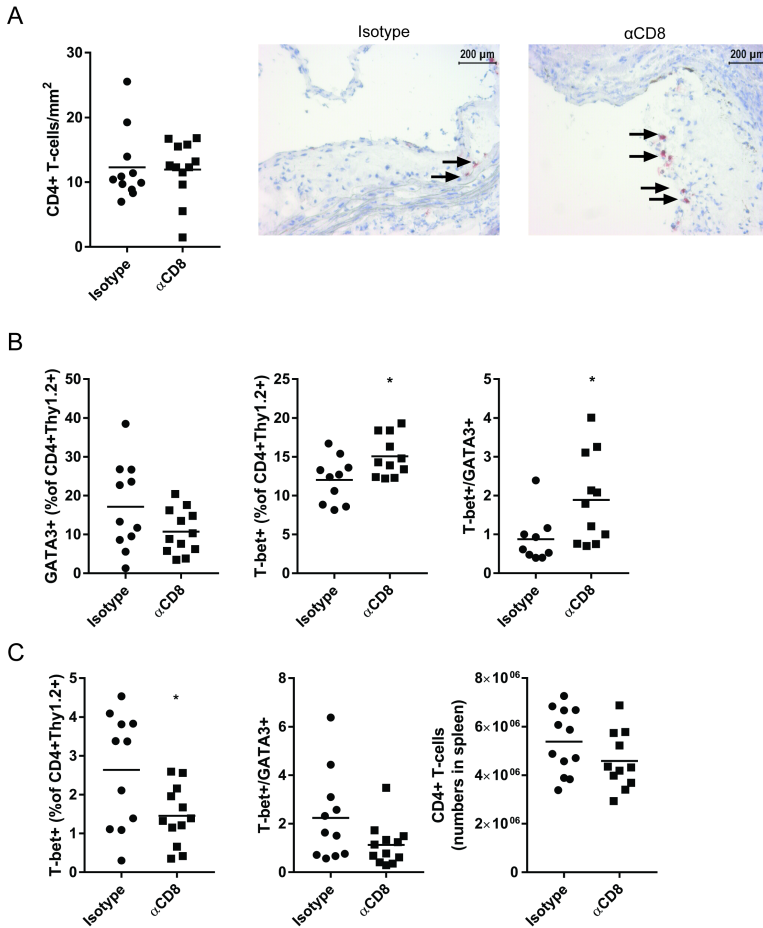 A
CD4+ T-cells/mm²
30
20
10
0
Isotype
αCD8
Isotype
200 µm
αCD8
200 µm
B
GATA3+ (%of CD4+Thy1.2+)
50
40
30
20
10
0
Isotype
αCD8
T-bet+ (%of CD4+Thy1.2+)
25
20
15
10
5
0
*
Isotype
αCD8
T-bet+/GATA3+
5
4
3
2
1
0
*
Isotype
αCD8
C
T-bet+ (%of CD4+Thy1.2+)
5
4
3
2
1
0
*
Isotype
αCD8
T-bet+/GATA3+
8
6
4
2
0
Isotype
αCD8
CD4+ T-cells
(numbers in spleen)
8×10⁰⁶
6×10⁰⁶
4×10⁰⁶
2×10⁰⁶
0
Isotype
αCD8